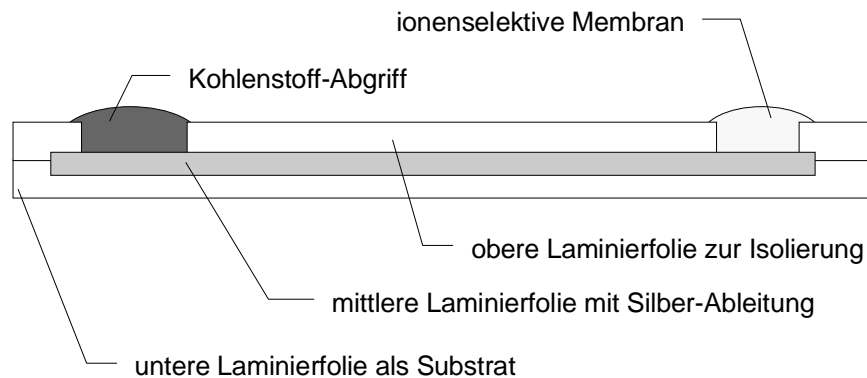 ionenselektive Membran
Kohlenstoff-Abgriff
obere Laminierfolie zur Isolierung
mittlere Laminierfolie mit Silber-Ableitung
untere Laminierfolie als Substrat